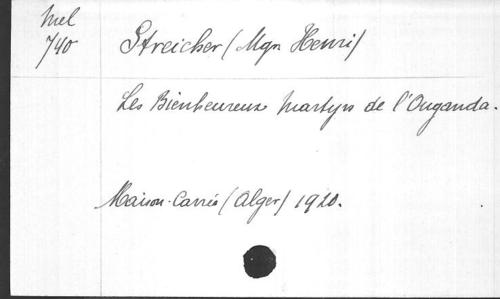 Mel
740
Streicher (Mgr Henri)
Les Bienheureux Martyrs de l'Ouganda.
Maison-Carrée (Alger) 1920.